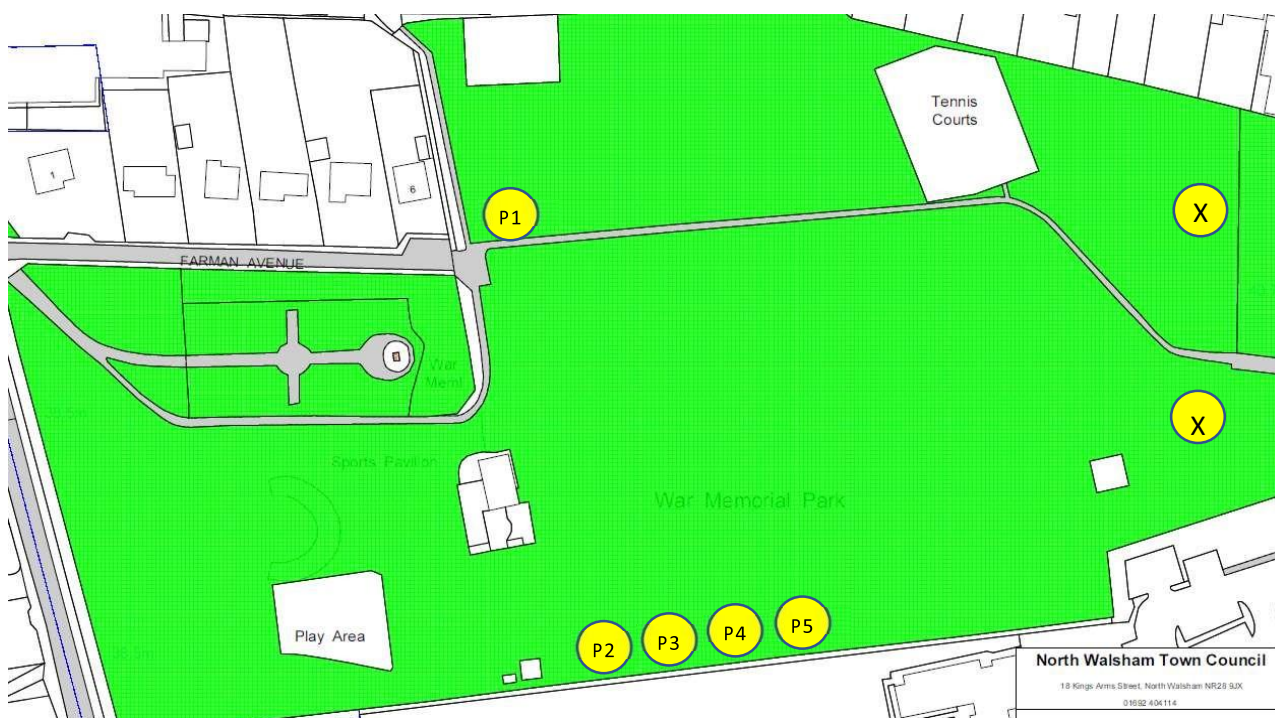 Tennis
Courts
1
6
P1
X
FARMAN AVENUE
War
Meml
Sports Pavilion
War Memorial Park
X
Play Area
P2
P3
P4
P5
North Walsham Town Council
18 Kings Arms Street, North Walsham NR28 9JX
01692 404114